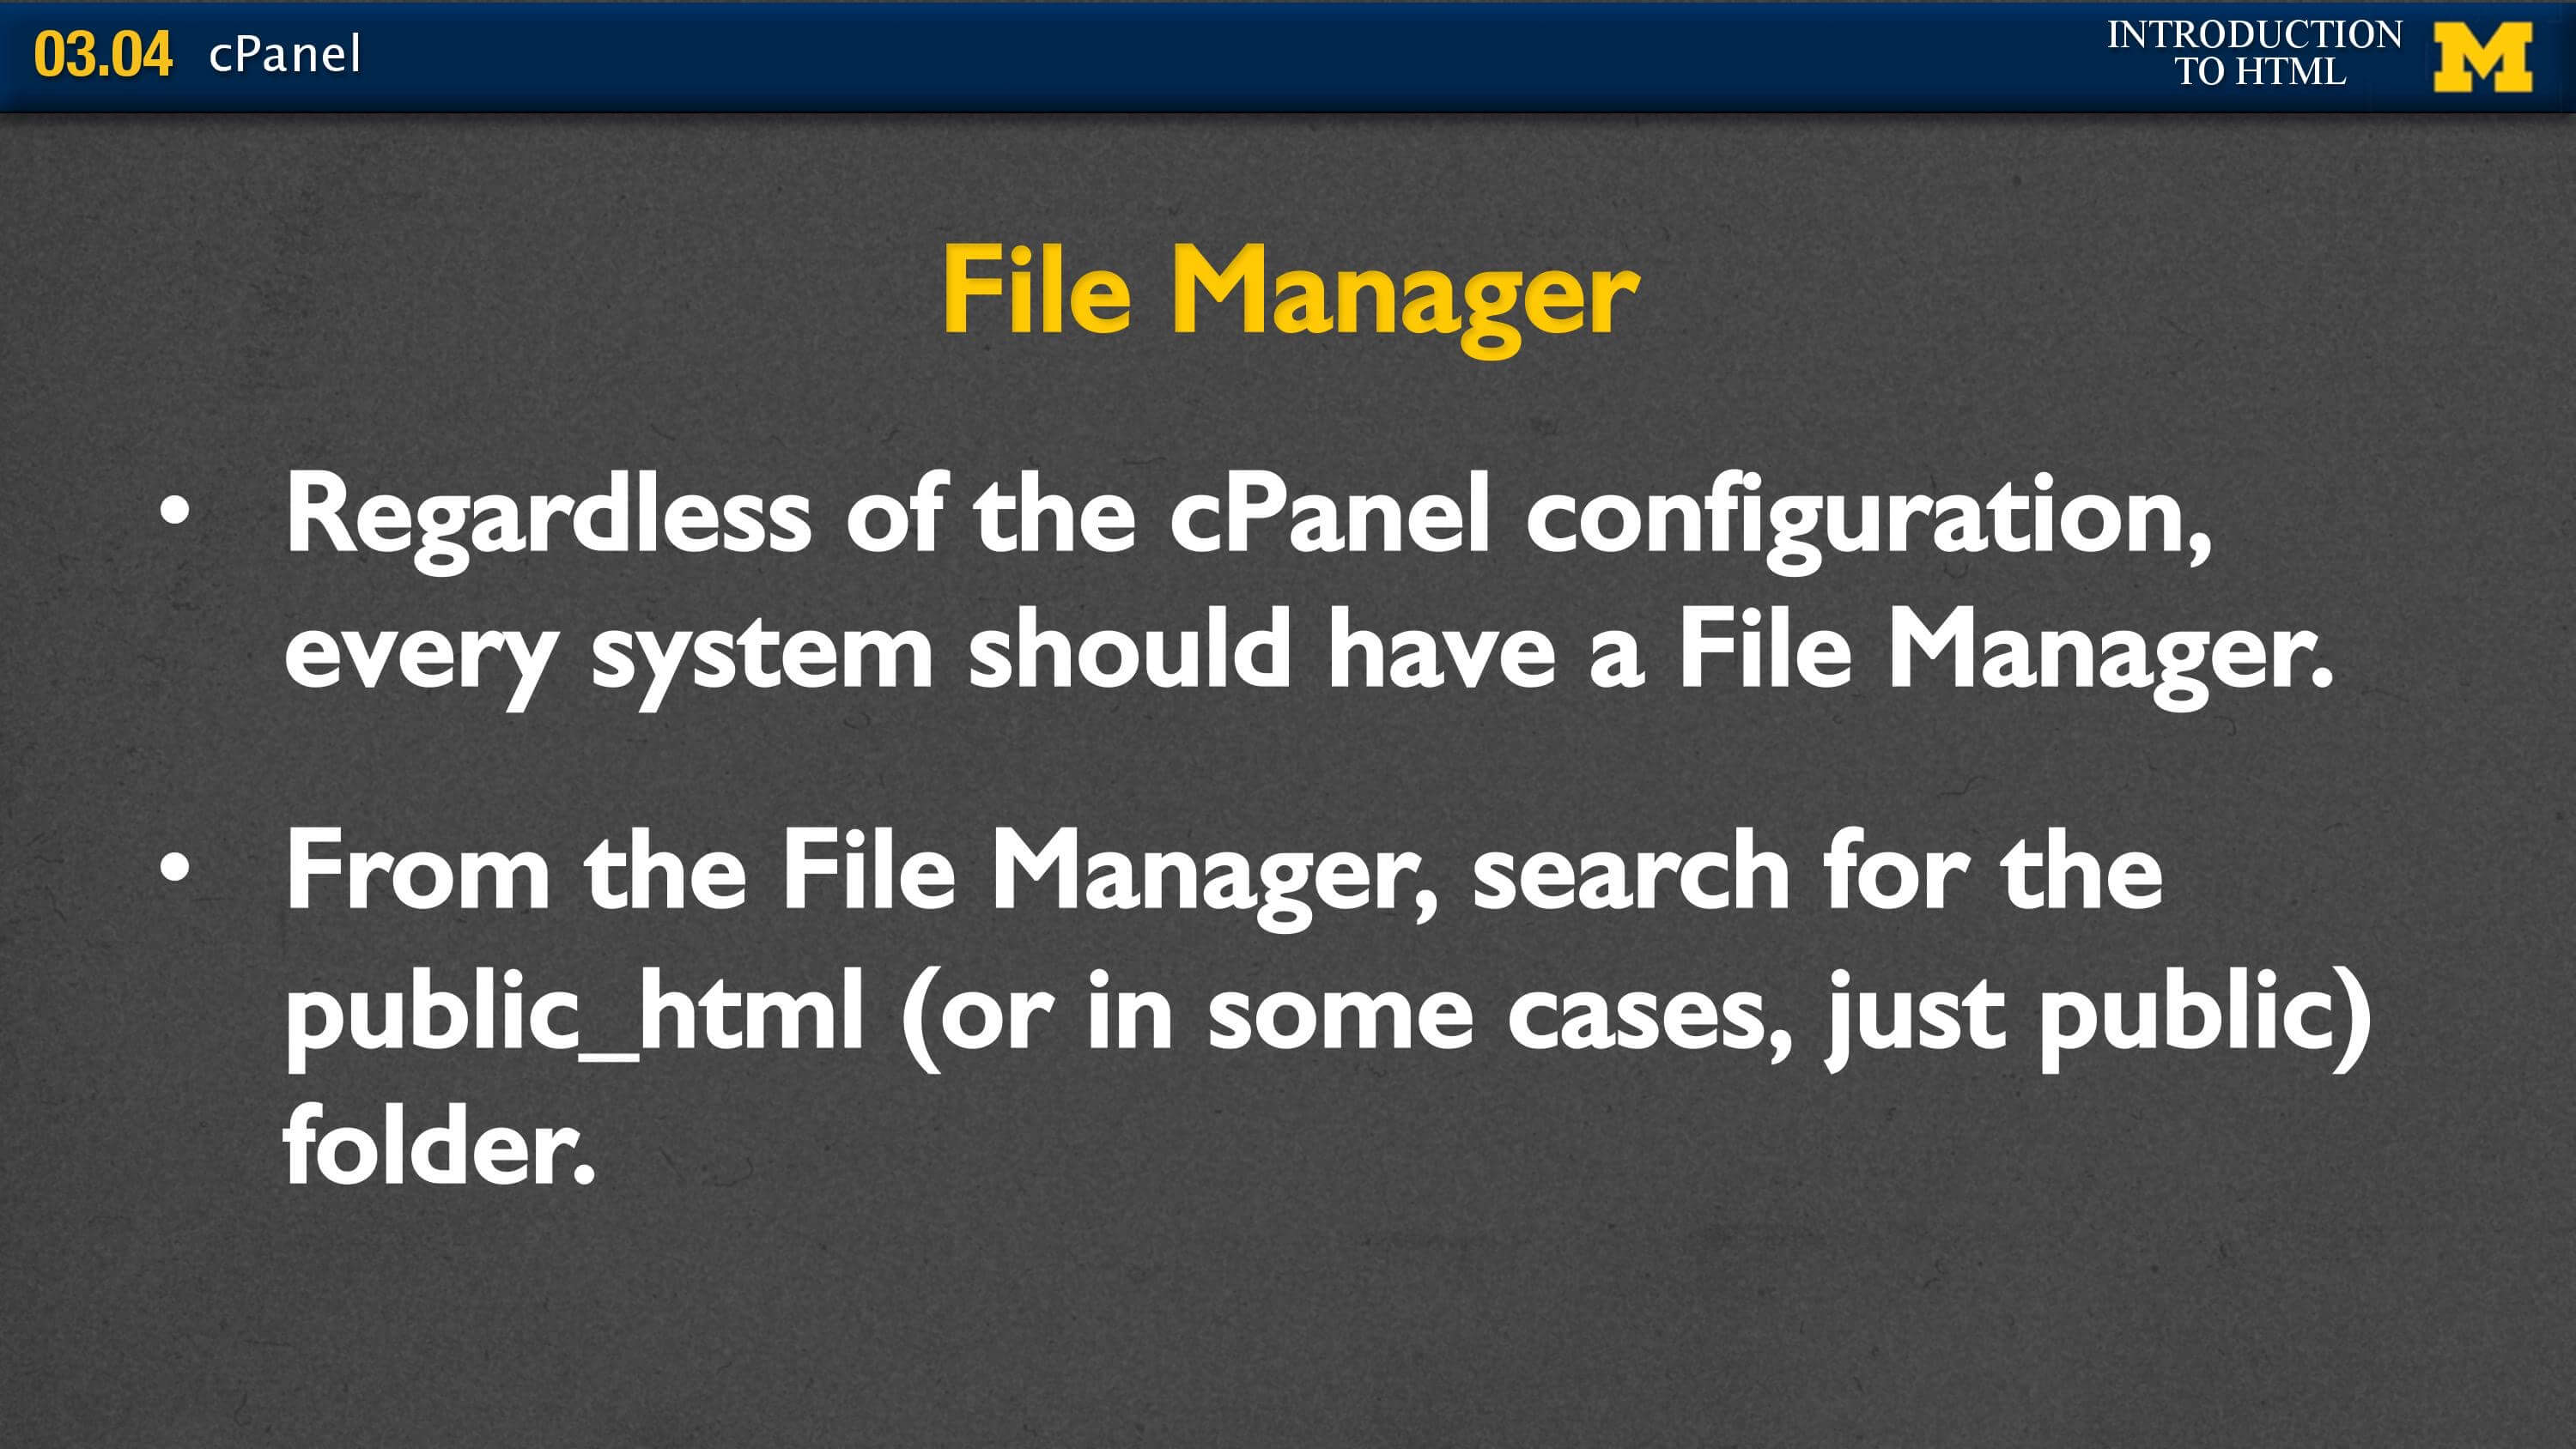 03.04 cPanel
INTRODUCTION
TO HTML
M
File Manager
• Regardless of the cPanel configuration,
every system should have a File Manager.
• From the File Manager, search for the
public_html (or in some cases, just public)
folder.